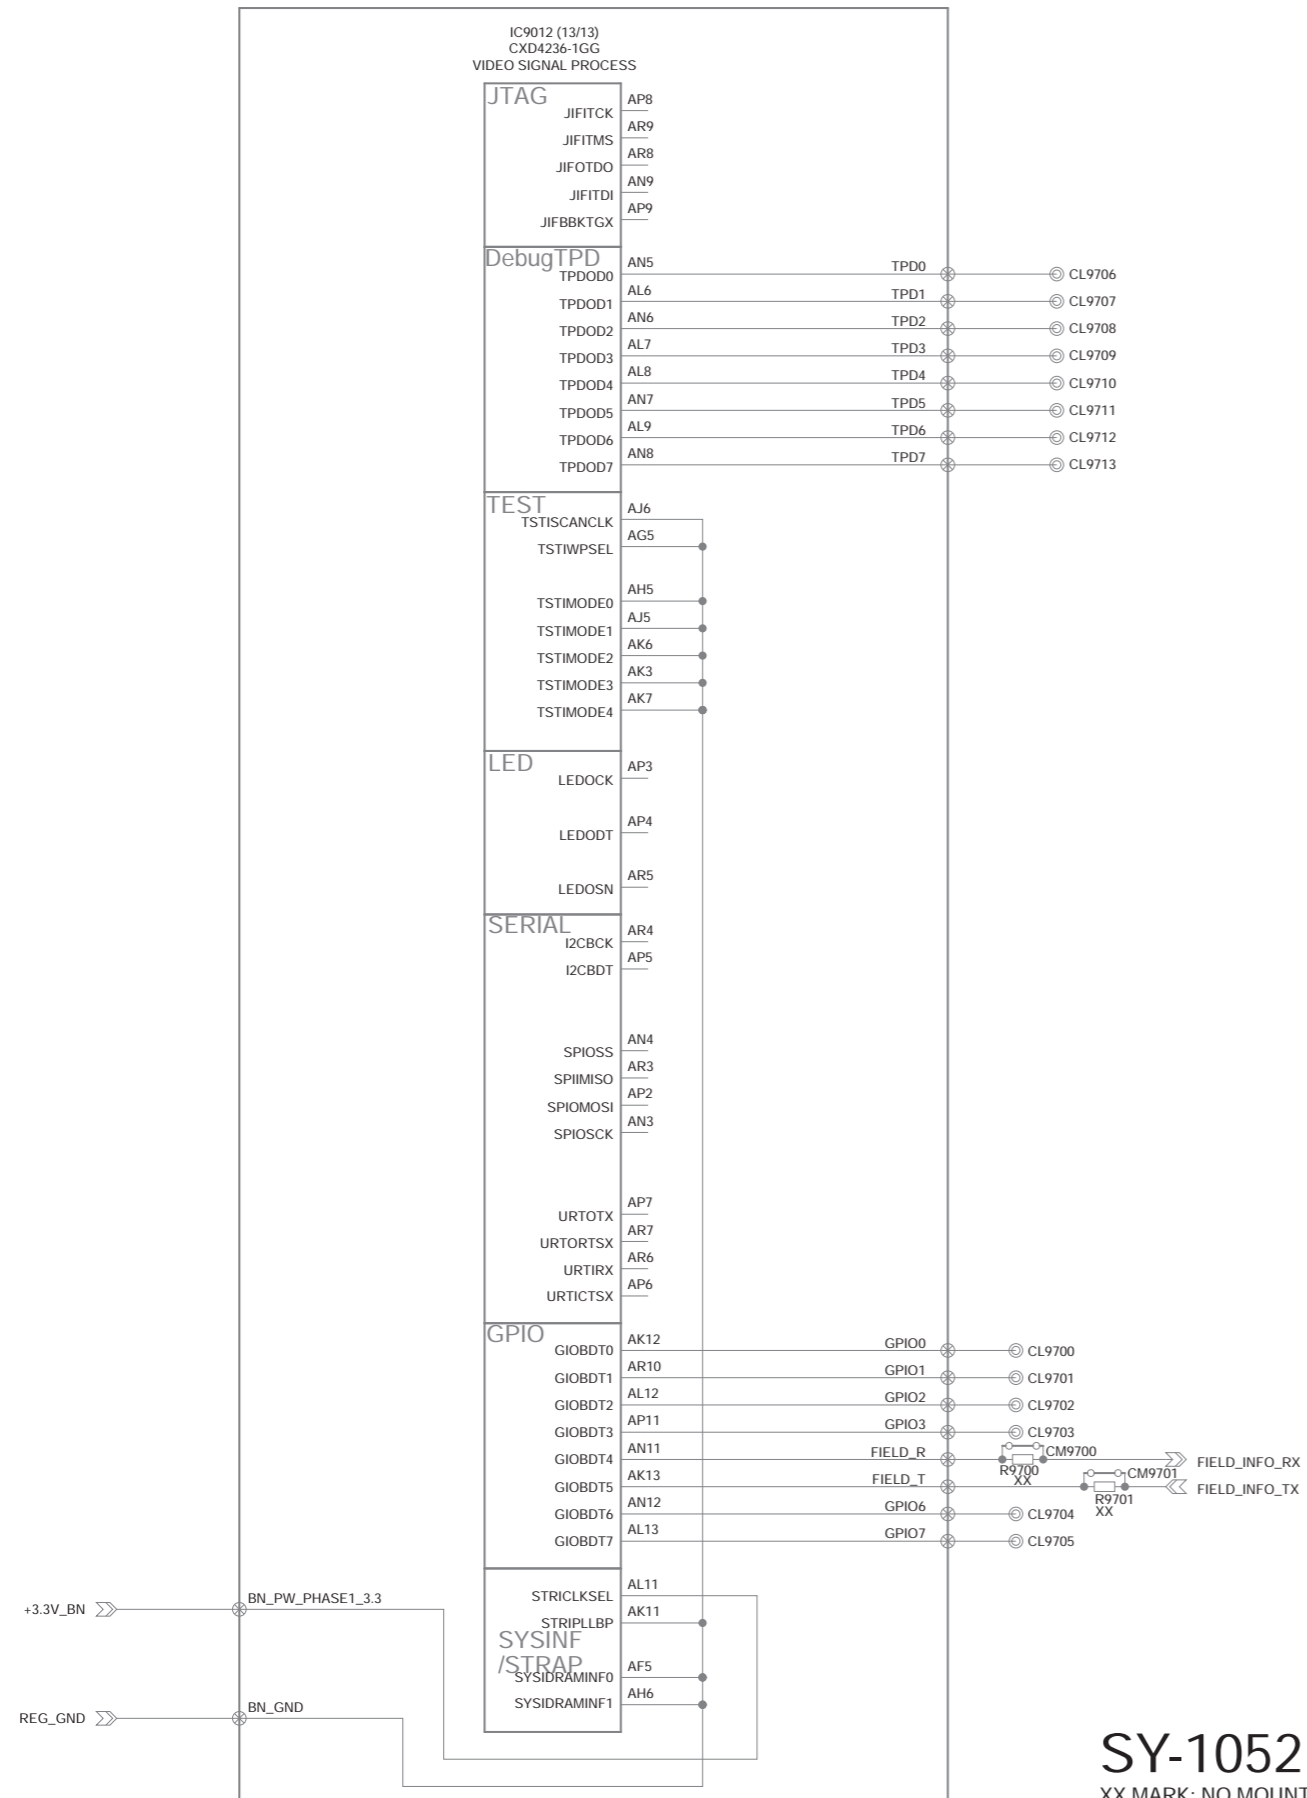 IC9012 (13/13)
CXD4236-1GG
VIDEO SIGNAL PROCESS
JTAG
JIFITCK AP8
JIFITMS AR9
JIFOTDO AR8
JIFITDI AN9
JIFBBKTGX AP9
DebugTPD
TPDOD0 AN5 TPD0 CL9706
TPDOD1 AL6 TPD1 CL9707
TPDOD2 AN6 TPD2 CL9708
TPDOD3 AL7 TPD3 CL9709
TPDOD4 AL8 TPD4 CL9710
TPDOD5 AN7 TPD5 CL9711
TPDOD6 AL9 TPD6 CL9712
TPDOD7 AN8 TPD7 CL9713
TEST
TSTISCANCLK AJ6
TSTIWPSEL AG5
TSTIMODE0 AH5
TSTIMODE1 AJ5
TSTIMODE2 AK6
TSTIMODE3 AK3
TSTIMODE4 AK7
LED
LEDOCK AP3
LEDODT AP4
LEDOSN AR5
SERIAL
I2CBCK AR4
I2CBDT AP5
SPIOSS AN4
SPIIMISO AR3
SPIOMOSI AP2
SPIOSCK AN3
URTOTX AP7
URTORTSX AR7
URTIRX AR6
URTICTSX AP6
GPIO
GIOBDT0 AK12 GPIO0 CL9700
GIOBDT1 AR10 GPIO1 CL9701
GIOBDT2 AL12 GPIO2 CL9702
GIOBDT3 AP11 GPIO3 CL9703
GIOBDT4 AN11 FIELD_R R9700 XX CM9700 FIELD_INFO_RX
GIOBDT5 AK13 FIELD_T R9701 XX CM9701 FIELD_INFO_TX
GIOBDT6 AN12 GPIO6 CL9704
GIOBDT7 AL13 GPIO7 CL9705
STRICLKSEL AL11
+3.3V_BN BN_PW_PHASE1_3.3
STRIPLLBP AK11
SYSINF
/STRAP
SYSIDRAMINF0 AF5
SYSIDRAMINF1 AH6
REG_GND BN_GND
SY-1052
XX MARK: NO MOUNT